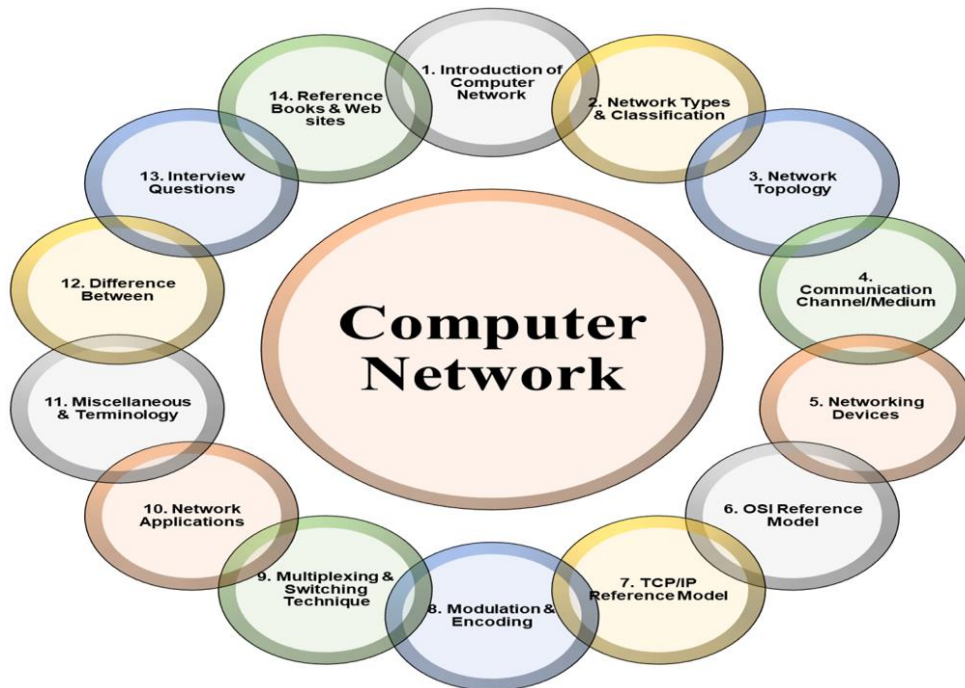 1. Introduction of
Computer
Network
2. Network Types
& Classification
3. Network
Topology
4.
Communication
Channel/Medium
5. Networking
Devices
6. OSI Reference
Model
7. TCP/IP
Reference Model
8. Modulation &
Encoding
9. Multiplexing &
Switching
Technique
10. Network
Applications
11. Miscellaneous
& Terminology
12. Difference
Between
13. Interview
Questions
14. Reference
Books & Web
sites
Computer
Network